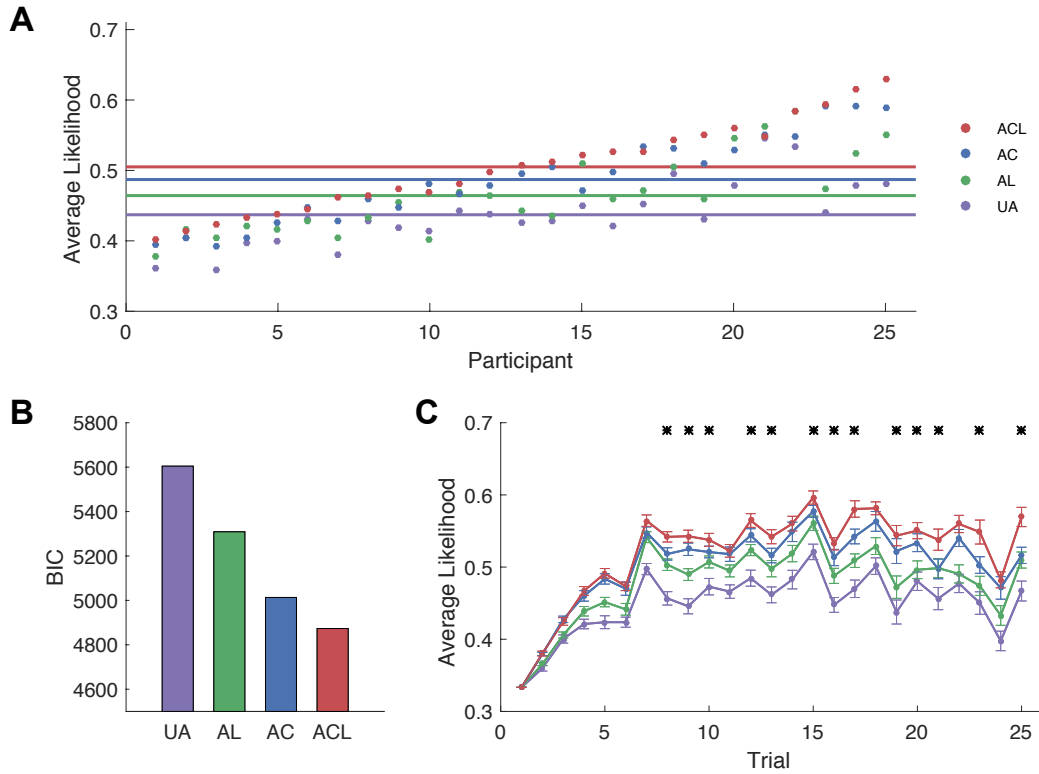 A
0.7
0.6
0.5
0.4
0.3
Average Likelihood
0 5 10 15 20 25
Participant
ACL
AC
AL
UA
B
5800
5600
5400
5200
5000
4800
4600
BIC
UA AL AC ACL
C
0.7
0.6
0.5
0.4
0.3
Average Likelihood
* * * * * * * * * * * * *
0 5 10 15 20 25
Trial